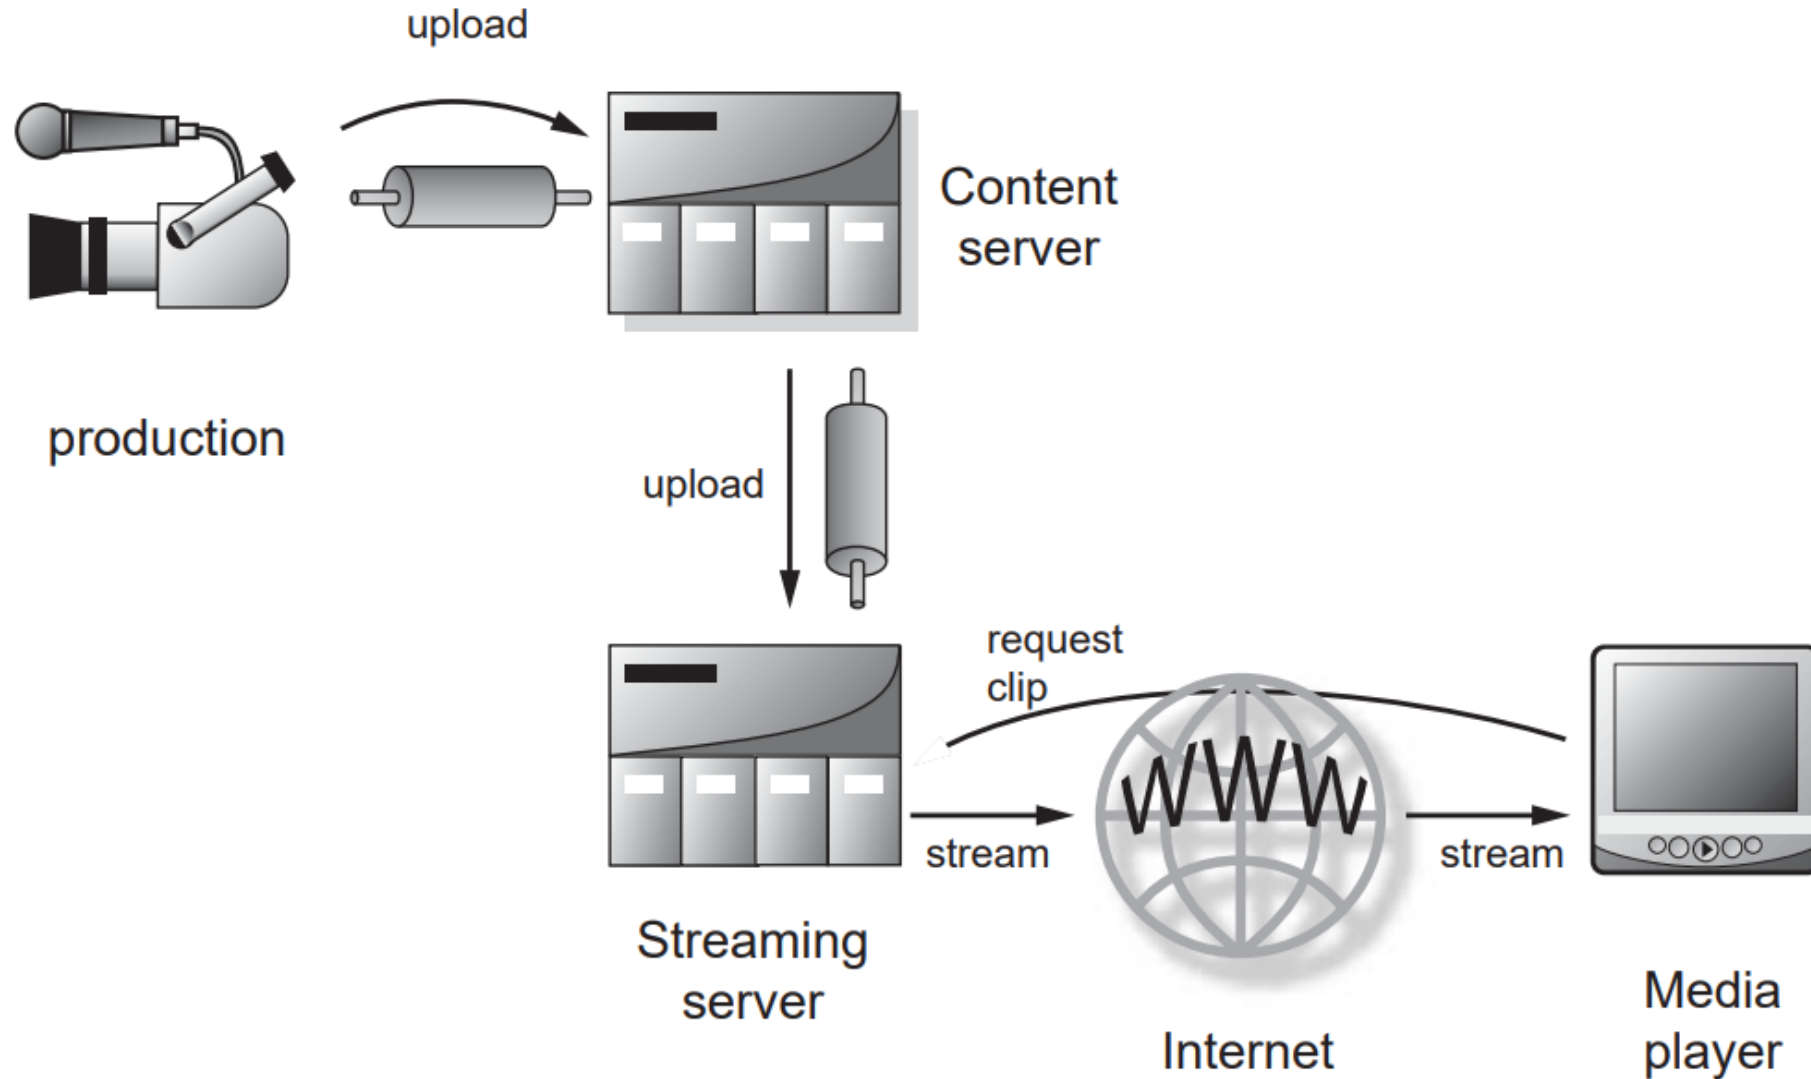 upload
Content
server
production
upload
request
clip
WWW
stream
stream
Streaming
server
Internet
Media
player